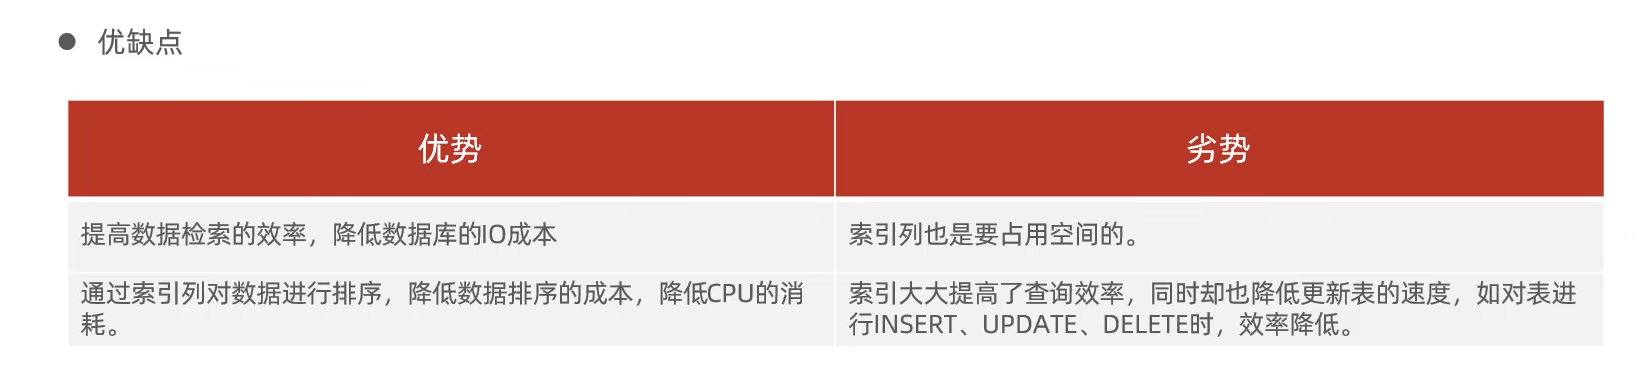 ● 优缺点
优势
劣势
提高数据检索的效率，降低数据库的IO成本
索引列也是要占用空间的。
通过索引列对数据进行排序，降低数据排序的成本，降低CPU的消
耗。
索引大大提高了查询效率，同时却也降低更新表的速度，如对表进
行INSERT、UPDATE、DELETE时，效率降低。